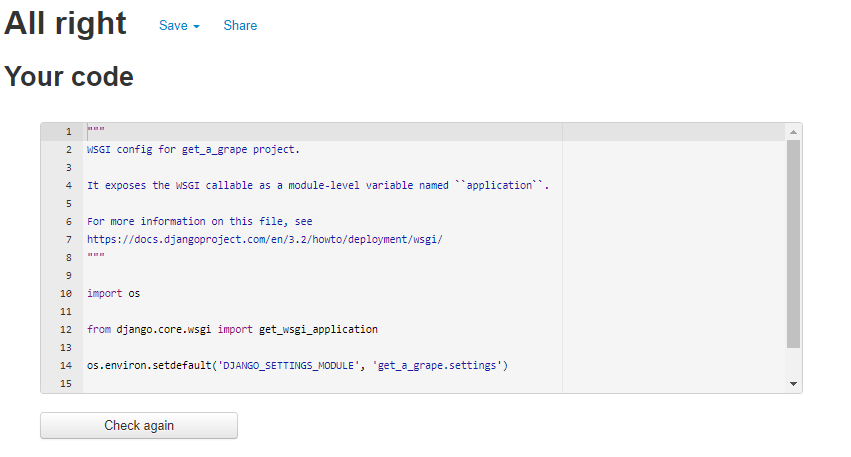 All right Save Share
Your code
1 """
2 WSGI config for get_a_grape project.
3
4 It exposes the WSGI callable as a module-level variable named ``application``.
5
6 For more information on this file, see
7 https://docs.djangoproject.com/en/3.2/howto/deployment/wsgi/
8 """
9
10 import os
11
12 from django.core.wsgi import get_wsgi_application
13
14 os.environ.setdefault('DJANGO_SETTINGS_MODULE', 'get_a_grape.settings')
15
Check again